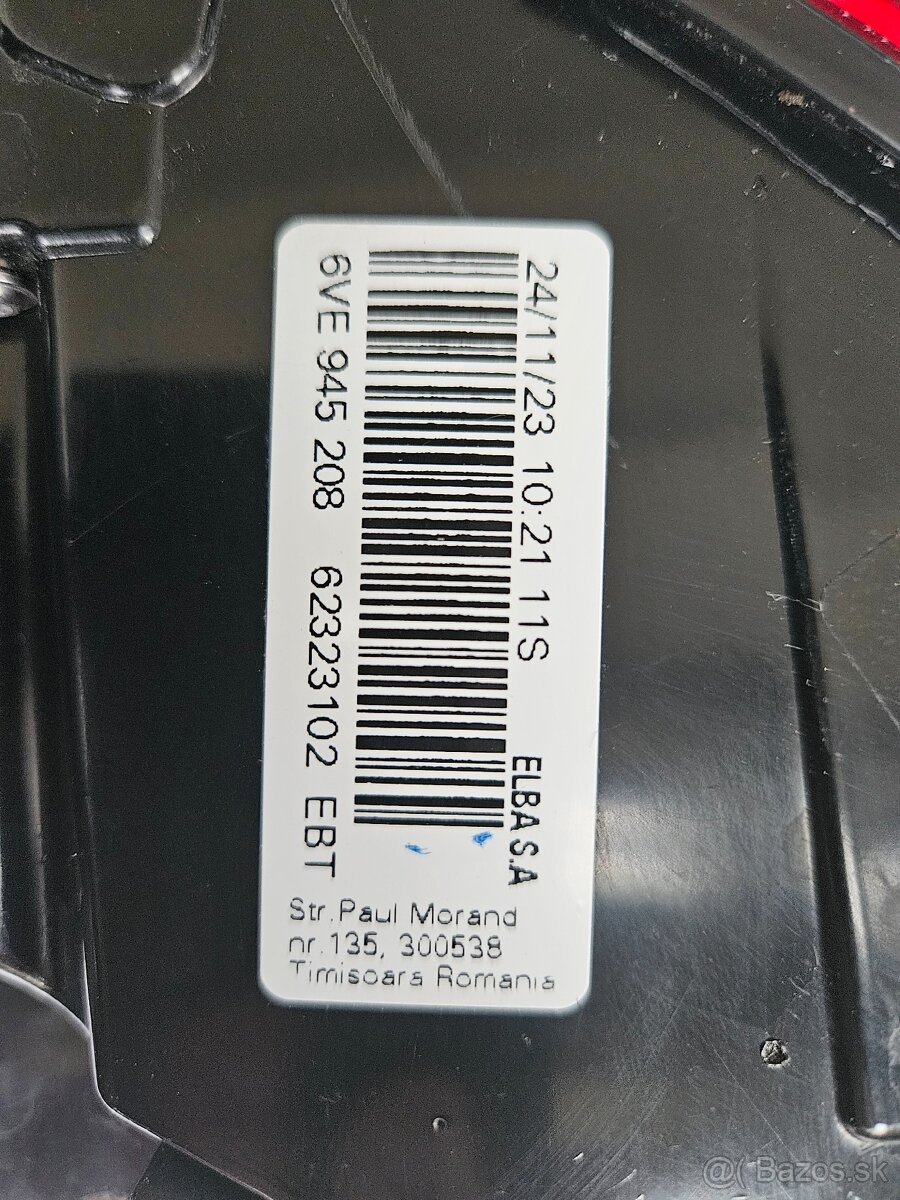 24/11/23 10:21 11S
ELBA S.A
6VE 945 208 62323102 EBT
Str.Paul Morand
nr.135, 300538
Timisoara Romania
@( Bazos.sk